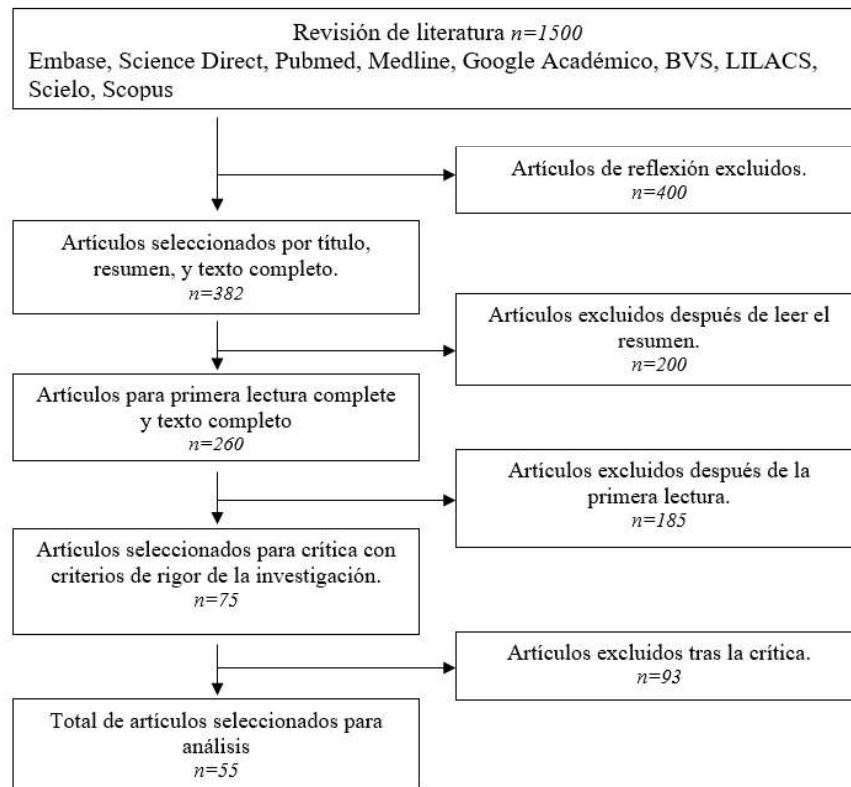 Revisión de literatura n=1500
Embase, Science Direct, Pubmed, Medline, Google Académico, BVS, LILACS,
Scielo, Scopus
Artículos de reflexión excluidos.
n=400
Artículos seleccionados por título,
resumen, y texto completo.
n=382
Artículos excluidos después de leer el
resumen.
n=200
Artículos para primera lectura complete
y texto completo
n=260
Artículos excluidos después de la
primera lectura.
n=185
Artículos seleccionados para crítica con
criterios de rigor de la investigación.
n=75
Artículos excluidos tras la crítica.
n=93
Total de artículos seleccionados para
análisis
n=55